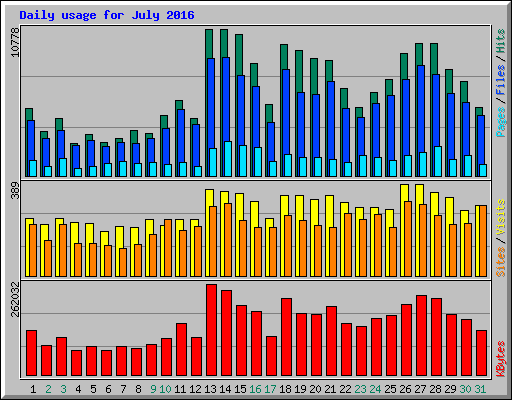 Daily usage for July 2016
10778
Pages / Files / Hits
389
Sites / Visits
262032
KBytes
1 2 3 4 5 6 7 8 9 10 11 12 13 14 15 16 17 18 19 20 21 22 23 24 25 26 27 28 29 30 31